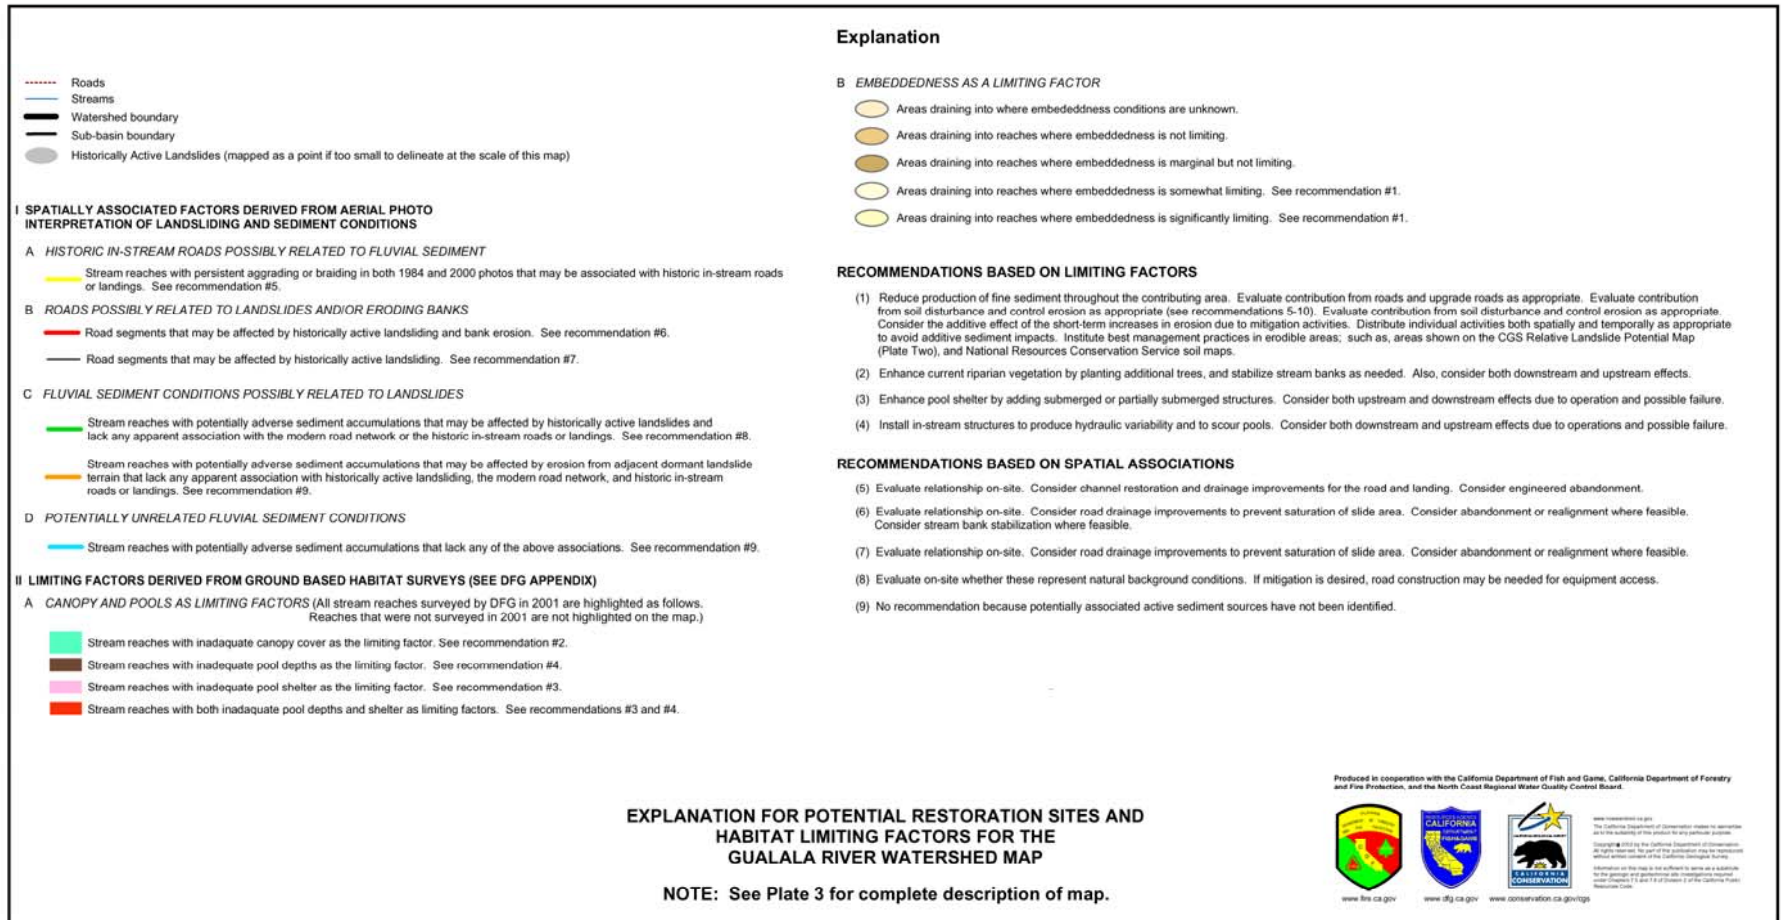 Explanation
Roads
Streams
Watershed boundary
Sub-basin boundary
Historically Active Landslides (mapped as a point if too small to delineate at the scale of this map)
I SPATIALLY ASSOCIATED FACTORS DERIVED FROM AERIAL PHOTO
INTERPRETATION OF LANDSLIDING AND SEDIMENT CONDITIONS
A HISTORIC IN-STREAM ROADS POSSIBLY RELATED TO FLUVIAL SEDIMENT
Stream reaches with persistent aggrading or braiding in both 1984 and 2000 photos that may be associated with historic in-stream roads
or landings. See recommendation #5.
B ROADS POSSIBLY RELATED TO LANDSLIDES AND/OR ERODING BANKS
Road segments that may be affected by historically active landsliding and bank erosion. See recommendation #6.
Road segments that may be affected by historically active landsliding. See recommendation #7.
C FLUVIAL SEDIMENT CONDITIONS POSSIBLY RELATED TO LANDSLIDES
Stream reaches with potentially adverse sediment accumulations that may be affected by historically active landslides and
lack any apparent association with the modern road network or the historic in-stream roads or landings. See recommendation #8.
Stream reaches with potentially adverse sediment accumulations that may be affected by erosion from adjacent dormant landslide
terrain that lack any apparent association with historically active landsliding, the modern road network, and historic in-stream
roads or landings. See recommendation #9.
D POTENTIALLY UNRELATED FLUVIAL SEDIMENT CONDITIONS
Stream reaches with potentially adverse sediment accumulations that lack any of the above associations. See recommendation #9.
II LIMITING FACTORS DERIVED FROM GROUND BASED HABITAT SURVEYS (SEE DFG APPENDIX)
A CANOPY AND POOLS AS LIMITING FACTORS (All stream reaches surveyed by DFG in 2001 are highlighted as follows.
Reaches that were not surveyed in 2001 are not highlighted on the map.)
Stream reaches with inadaquate canopy cover as the limiting factor. See recommendation #2.
Stream reaches with inadequate pool depths as the limiting factor. See recommendation #4.
Stream reaches with inadequate pool shelter as the limiting factor. See recommendation #3.
Stream reaches with both inadaquate pool depths and shelter as limiting factors. See recommendations #3 and #4.
B EMBEDDEDNESS AS A LIMITING FACTOR
Areas draining into where embededdness conditions are unknown.
Areas draining into reaches where embeddedness is not limiting.
Areas draining into reaches where embeddedness is marginal but not limiting.
Areas draining into reaches where embeddedness is somewhat limiting. See recommendation #1.
Areas draining into reaches where embeddedness is significantly limiting. See recommendation #1.
RECOMMENDATIONS BASED ON LIMITING FACTORS
(1) Reduce production of fine sediment throughout the contributing area. Evaluate contribution from roads and upgrade roads as appropriate. Evaluate contribution
from soil disturbance and control erosion as appropriate (see recommendations 5-10). Evaluate contribution from soil disturbance and control erosion as appropriate.
Consider the additive effect of the short-term increases in erosion due to mitigation activities. Distribute individual activities both spatially and temporally as appropriate
to avoid additive sediment impacts. Institute best management practices in erodible areas; such as, areas shown on the CGS Relative Landslide Potential Map
(Plate Two), and National Resources Conservation Service soil maps.
(2) Enhance current riparian vegetation by planting additional trees, and stabilize stream banks as needed. Also, consider both downstream and upstream effects.
(3) Enhance pool shelter by adding submerged or partially submerged structures. Consider both upstream and downstream effects due to operation and possible failure.
(4) Install in-stream structures to produce hydraulic variability and to scour pools. Consider both downstream and upstream effects due to operations and possible failure.
RECOMMENDATIONS BASED ON SPATIAL ASSOCIATIONS
(5) Evaluate relationship on-site. Consider channel restoration and drainage improvements for the road and landing. Consider engineered abandonment.
(6) Evaluate relationship on-site. Consider road drainage improvements to prevent saturation of slide area. Consider abandonment or realignment where feasible.
Consider stream bank stabilization where feasible.
(7) Evaluate relationship on-site. Consider road drainage improvements to prevent saturation of slide area. Consider abandonment or realignment where feasible.
(8) Evaluate on-site whether these represent natural background conditions. If mitigation is desired, road construction may be needed for equipment access.
(9) No recommendation because potentially associated active sediment sources have not been identified.
EXPLANATION FOR POTENTIAL RESTORATION SITES AND
HABITAT LIMITING FACTORS FOR THE
GUALALA RIVER WATERSHED MAP
NOTE: See Plate 3 for complete description of map.
Produced in cooperation with the California Department of Fish and Game, California Department of Forestry
and Fire Protection, and the North Coast Regional Water Quality Control Board.
CALIFORNIA
FISH&GAME
CALIFORNIA
CONSERVATION
www.fire.ca.gov
www.dfg.ca.gov
www.conservation.ca.gov/cgs
The California Department of Conservation makes no warranties
as to the suitability of this product for any particular purpose.